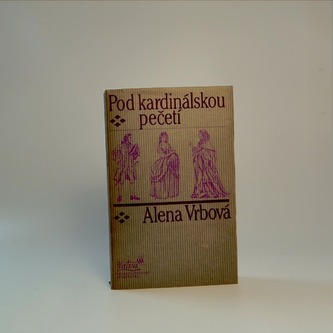 Pod kardinálskou
pečetí
Alena Vrbová